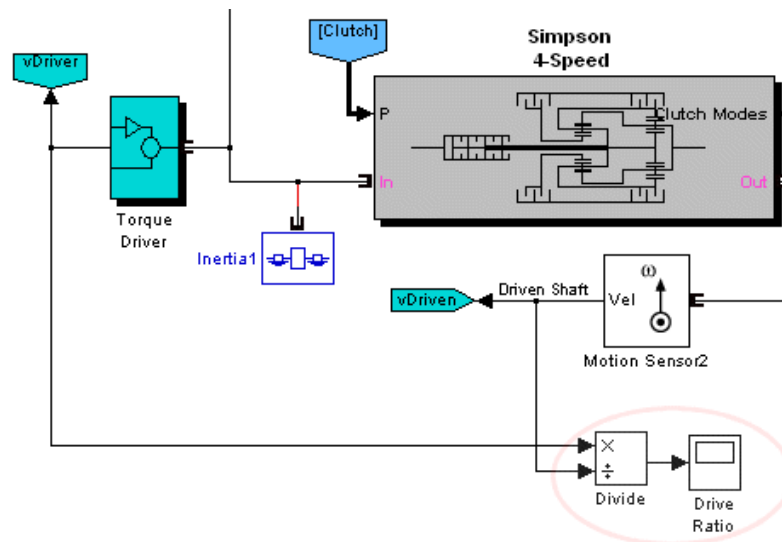 [Clutch]
Simpson
4-Speed
vDriver
P
Clutch Modes
In
Out
Torque
Driver
Inertia1
ω
vDriven
Driven Shaft
Vel
Motion Sensor2
×
÷
Divide
Drive
Ratio